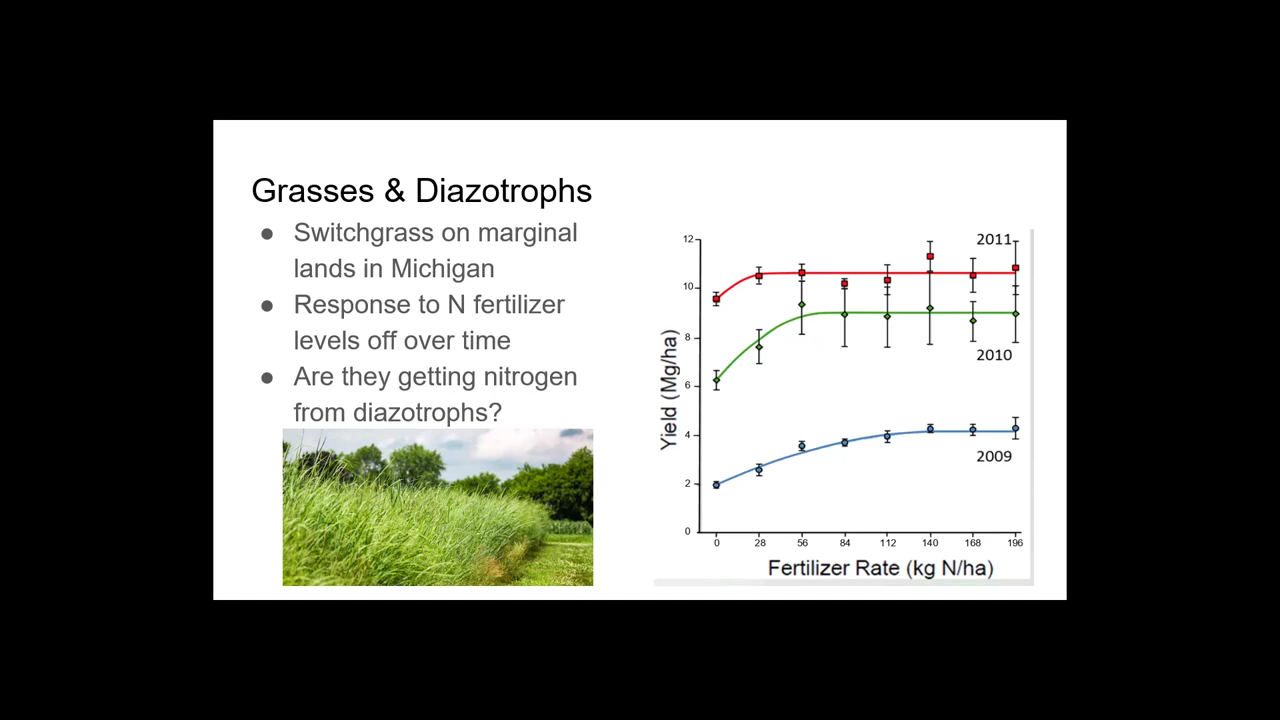 Grasses & Diazotrophs
● Switchgrass on marginal
lands in Michigan
● Response to N fertilizer
levels off over time
● Are they getting nitrogen
from diazotrophs?
Yield (Mg/ha)
12
10
8
6
4
2
0
2011
2010
2009
0 28 56 84 112 140 168 196
Fertilizer Rate (kg N/ha)